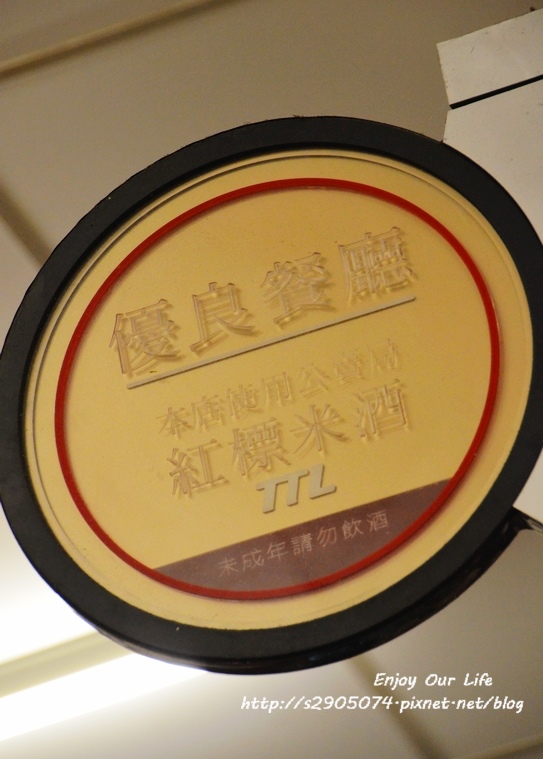 優良餐廳
本店使用公賣局
紅標米酒
TTL
未成年請勿飲酒
Enjoy Our Life
http://s2905074.pixnet.net/blog